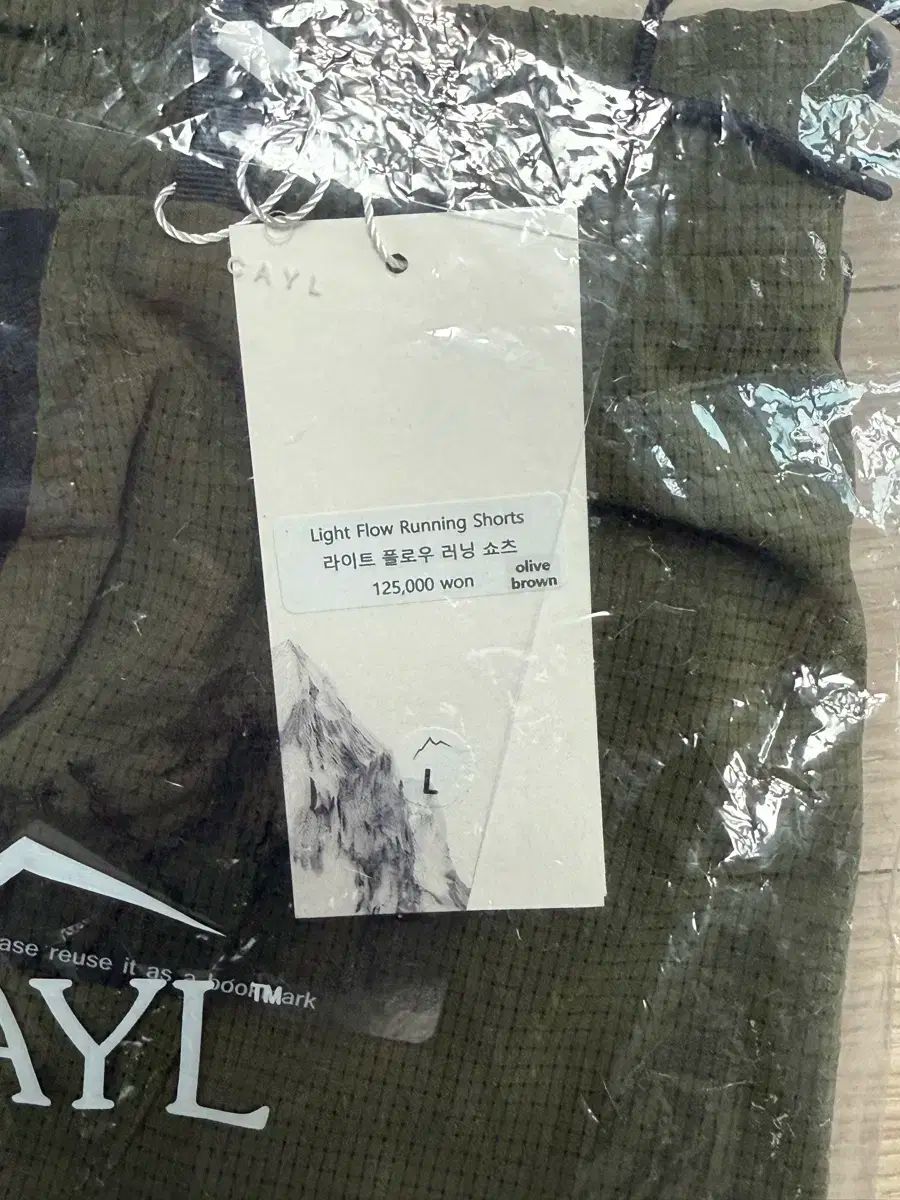 CAYL
Light Flow Running Shorts
라이트 플로우 러닝 쇼츠
125,000 won
olive
brown
L
ase reuse it as a bookmark
AYL™